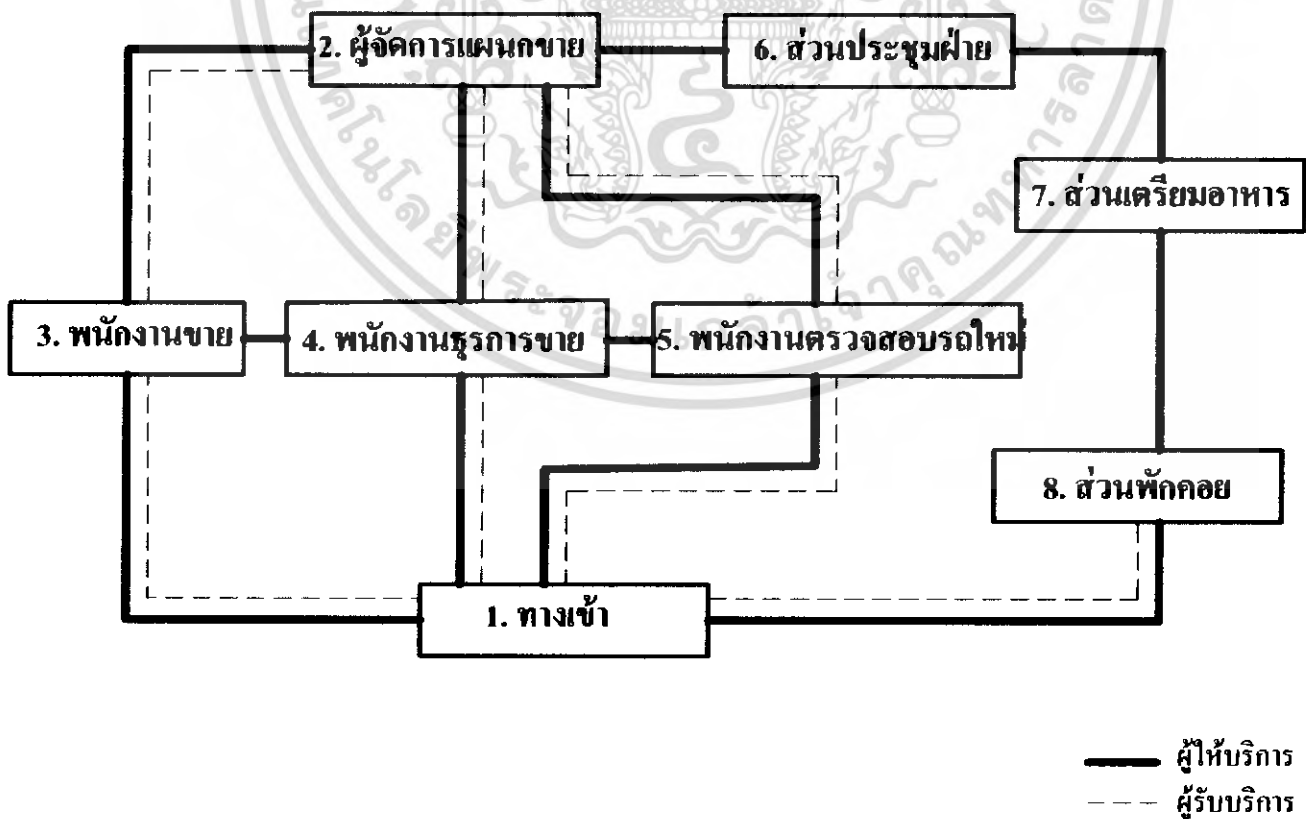 2. ผู้จัดการแผนกขาย
6. ส่วนประชุมฝ่าย
7. ส่วนเตรียมอาหาร
3. พนักงานขาย
4. พนักงานธุรการขาย
5. พนักงานตรวจสอบรถใหม่
8. ส่วนพักคอย
1. ทางเข้า
ผู้ให้บริการ
ผู้รับบริการ